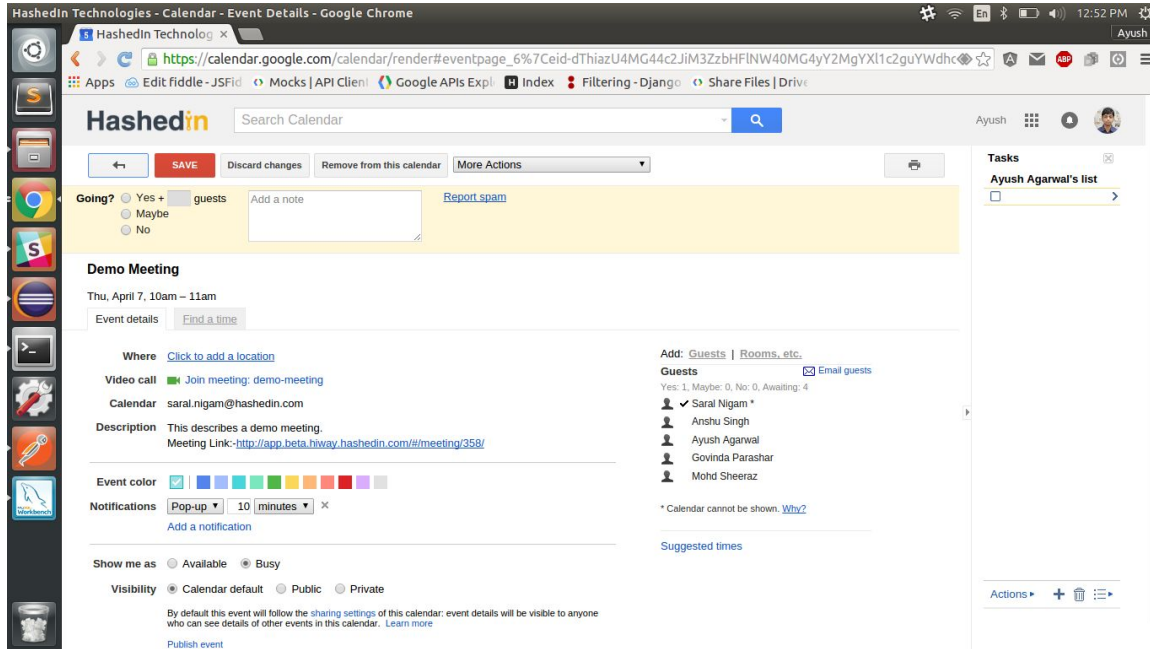 HashedIn Technologies - Calendar - Event Details - Google Chrome
En 12:52 PM
HashedIn Technolog ×
Ayush
https://calendar.google.com/calendar/render#eventpage_6%7Ceid-dThiazU4MG44c2JiM3ZzbHFlNW40MG4yY2MgYXl1c2guYWdhc
ABP
Apps Edit fiddle - JSFid Mocks | API Client Google APIs Expl H Index Filtering - Django Share Files | Drive
Hashedin
Search Calendar
Ayush
SAVE Discard changes Remove from this calendar More Actions
Tasks
Ayush Agarwal's list
Going? Yes + guests Add a note Report spam
Maybe
No
Demo Meeting
Thu, April 7, 10am – 11am
Event details Find a time
Where Click to add a location
Video call Join meeting: demo-meeting
Calendar saral.nigam@hashedin.com
Description This describes a demo meeting.
Meeting Link:-http://app.beta.hiway.hashedin.com/#/meeting/358/
Event color
Notifications Pop-up 10 minutes ×
Add a notification
Show me as Available Busy
Visibility Calendar default Public Private
By default this event will follow the sharing settings of this calendar: event details will be visible to anyone
who can see details of other events in this calendar. Learn more
Publish event
Add: Guests | Rooms, etc.
Guests Email guests
Yes: 1, Maybe: 0, No: 0, Awaiting: 4
✔ Saral Nigam *
Anshu Singh
Ayush Agarwal
Govinda Parashar
Mohd Sheeraz
* Calendar cannot be shown. Why?
Suggested times
Actions
S
S
>_
Workbench